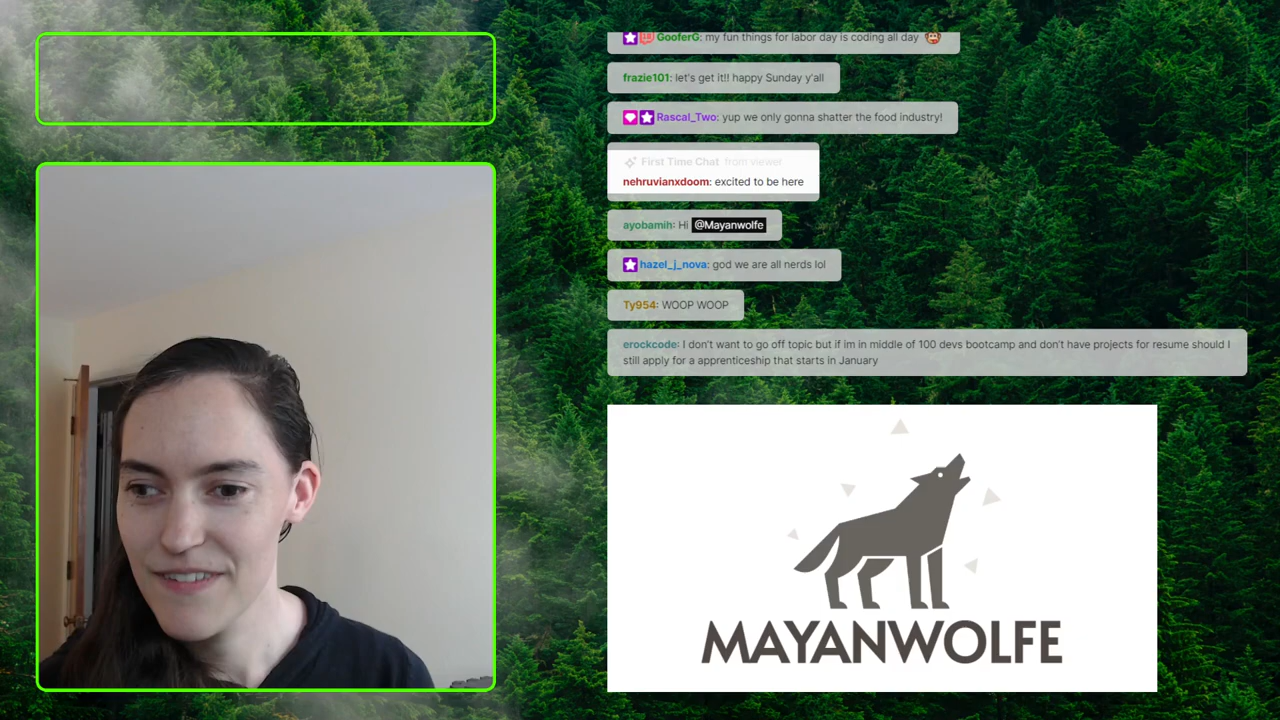 GooferG: my fun things for labor day is coding all day
frazie101: let's get it!! happy Sunday y'all
Rascal_Two: yup we only gonna shatter the food industry!
First Time Chat from viewer
nehruvianxdoom: excited to be here
ayobamih: Hi @Mayanwolfe
hazel_j_nova: god we are all nerds lol
Ty954: WOOP WOOP
erockcode: I don't want to go off topic but if im in middle of 100 devs bootcamp and don't have projects for resume should I
still apply for a apprenticeship that starts in January
MAYANWOLFE